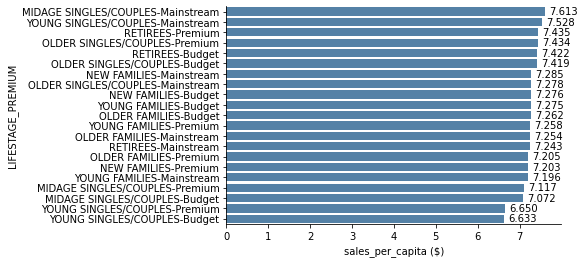 LIFESTAGE_PREMIUM
MIDAGE SINGLES/COUPLES-Mainstream 7.613
YOUNG SINGLES/COUPLES-Mainstream 7.528
RETIREES-Premium 7.435
OLDER SINGLES/COUPLES-Premium 7.434
RETIREES-Budget 7.422
OLDER SINGLES/COUPLES-Budget 7.419
NEW FAMILIES-Mainstream 7.285
OLDER SINGLES/COUPLES-Mainstream 7.278
NEW FAMILIES-Budget 7.276
YOUNG FAMILIES-Budget 7.275
OLDER FAMILIES-Budget 7.262
YOUNG FAMILIES-Premium 7.258
OLDER FAMILIES-Mainstream 7.254
RETIREES-Mainstream 7.243
OLDER FAMILIES-Premium 7.205
NEW FAMILIES-Premium 7.203
YOUNG FAMILIES-Mainstream 7.196
MIDAGE SINGLES/COUPLES-Premium 7.117
MIDAGE SINGLES/COUPLES-Budget 7.072
YOUNG SINGLES/COUPLES-Premium 6.650
YOUNG SINGLES/COUPLES-Budget 6.633
0 1 2 3 4 5 6 7
sales_per_capita ($)